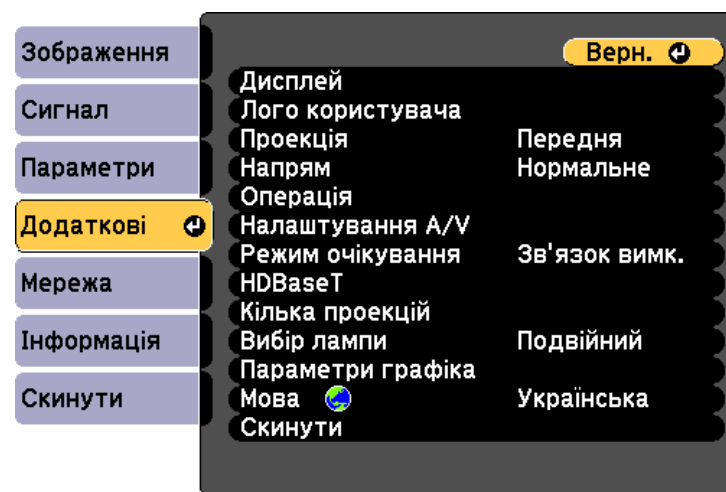 Зображення
Сигнал
Параметри
Додаткові
Мережа
Інформація
Скинути
Верн.
Дисплей
Лого користувача
Проекція Передня
Напрям Нормальне
Операція
Налаштування A/V
Режим очікування Зв'язок вимк.
HDBaseT
Кілька проекцій
Вибір лампи Подвійний
Параметри графіка
Мова Українська
Скинути